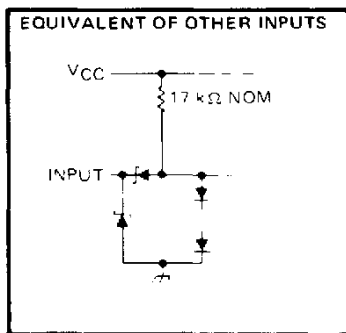 EQUIVALENT OF OTHER INPUTS
VCC
17 kΩ NOM
INPUT